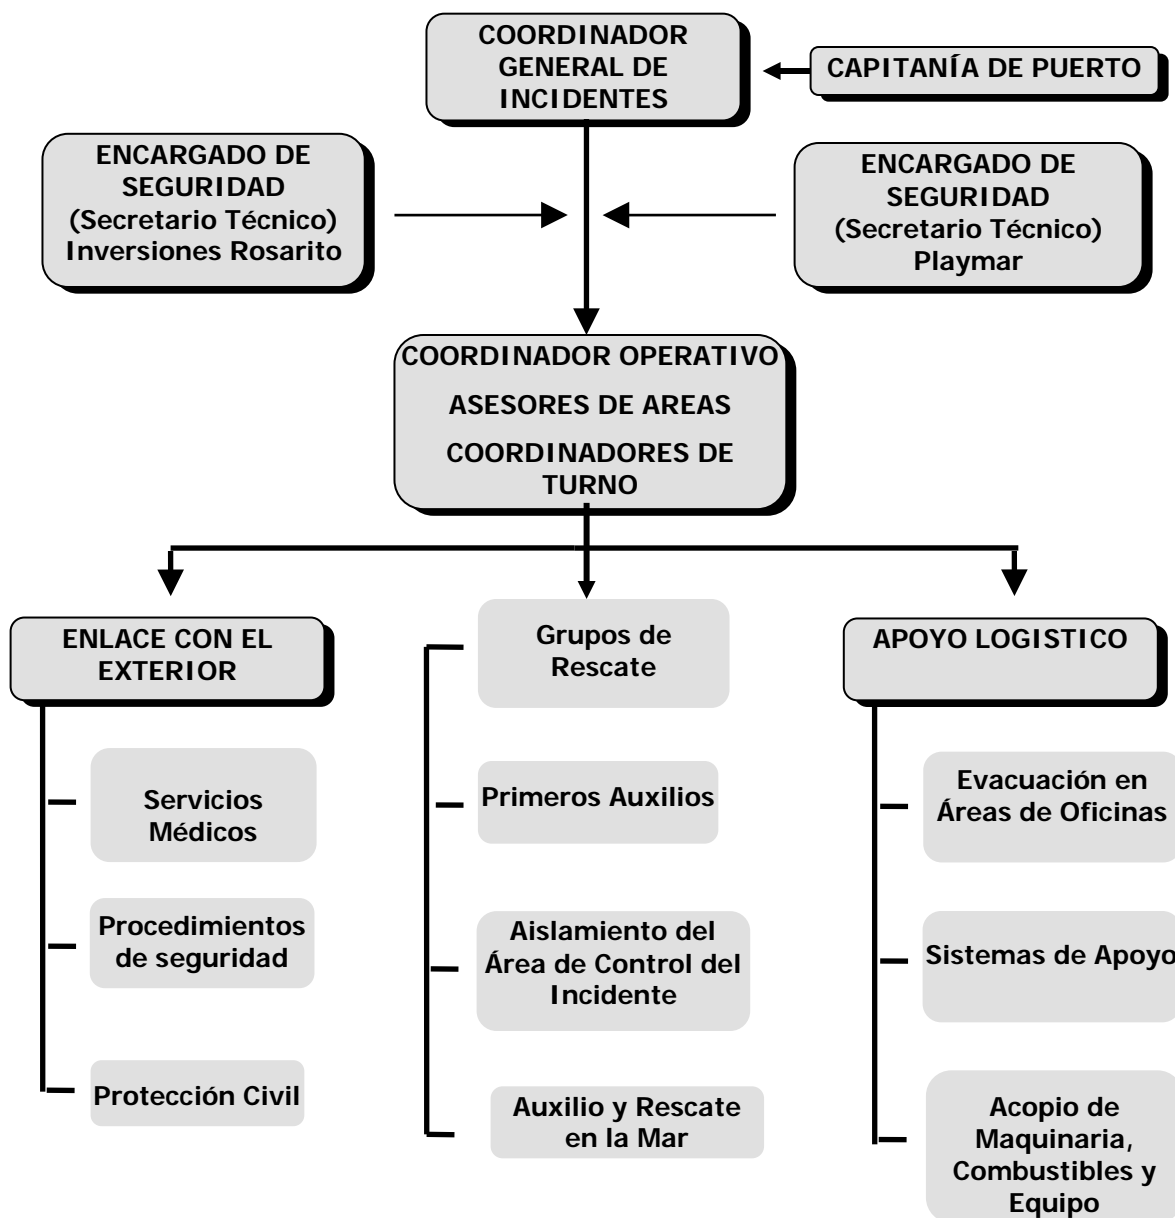 COORDINADOR
GENERAL DE
INCIDENTES
CAPITANÍA DE PUERTO
ENCARGADO DE
SEGURIDAD
(Secretario Técnico)
Inversiones Rosarito
ENCARGADO DE
SEGURIDAD
(Secretario Técnico)
Playmar
COORDINADOR OPERATIVO
ASESORES DE AREAS
COORDINADORES DE
TURNO
ENLACE CON EL
EXTERIOR
Servicios
Médicos
Procedimientos
de seguridad
Protección Civil
Grupos de
Rescate
Primeros Auxilios
Aislamiento del
Área de Control del
Incidente
Auxilio y Rescate
en la Mar
APOYO LOGISTICO
Evacuación en
Áreas de Oficinas
Sistemas de Apoyo
Acopio de
Maquinaria,
Combustibles y
Equipo